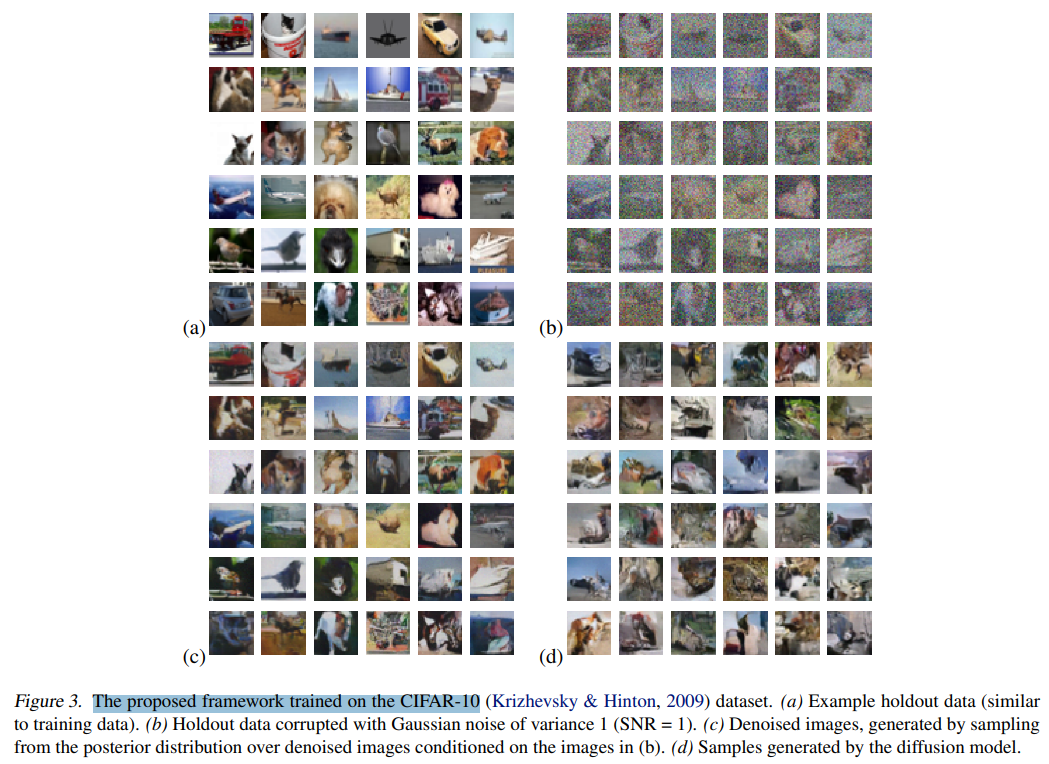 (a)
(b)
(c)
(d)
Figure 3. The proposed framework trained on the CIFAR-10 (Krizhevsky & Hinton, 2009) dataset. (a) Example holdout data (similar
to training data). (b) Holdout data corrupted with Gaussian noise of variance 1 (SNR = 1). (c) Denoised images, generated by sampling
from the posterior distribution over denoised images conditioned on the images in (b). (d) Samples generated by the diffusion model.